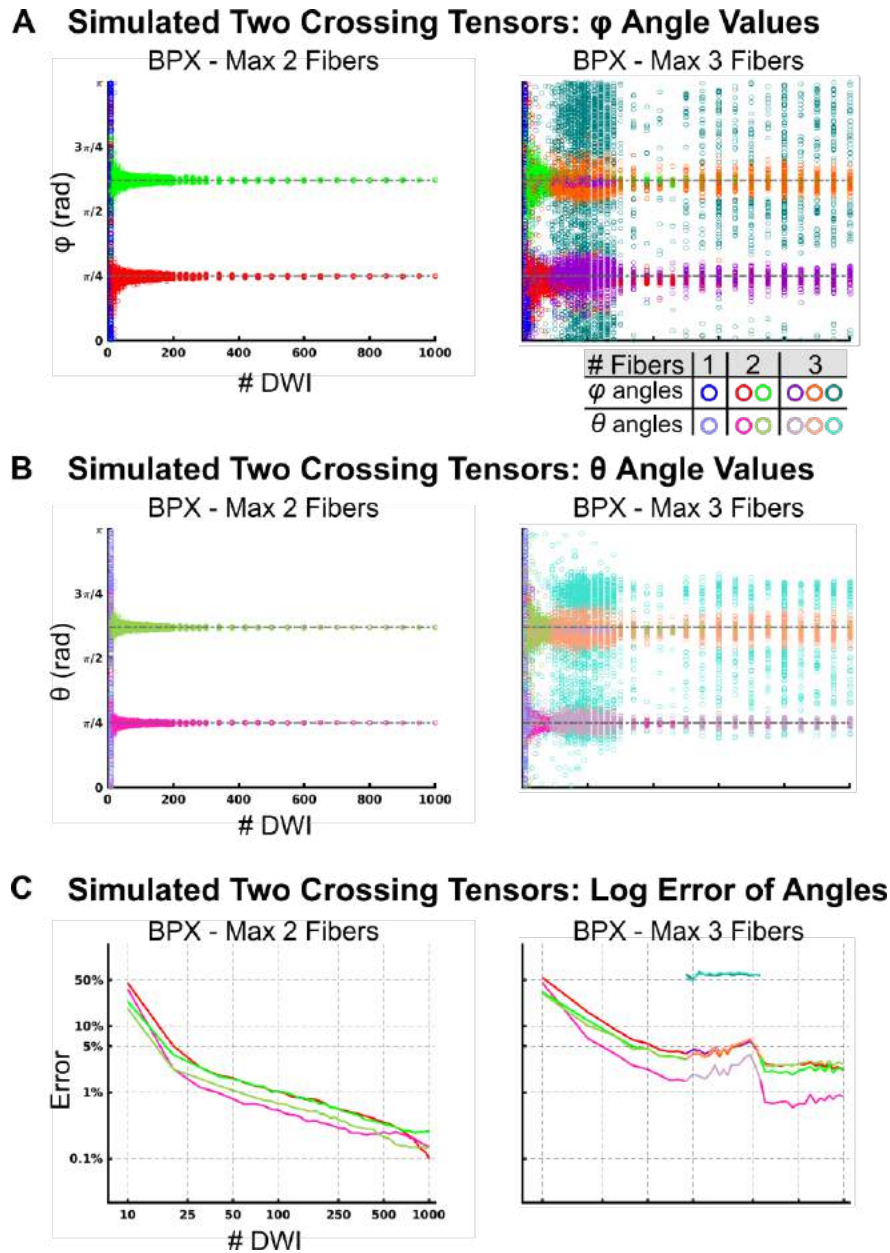 A Simulated Two Crossing Tensors: φ Angle Values
BPX - Max 2 Fibers
BPX - Max 3 Fibers
φ (rad)
π
3π/4
π/2
π/4
0
0 200 400 600 800 1000
# DWI
# Fibers 1 2 3
φ angles
θ angles
B Simulated Two Crossing Tensors: θ Angle Values
BPX - Max 2 Fibers
BPX - Max 3 Fibers
θ (rad)
π
3π/4
π/2
π/4
0
0 200 400 600 800 1000
# DWI
C Simulated Two Crossing Tensors: Log Error of Angles
BPX - Max 2 Fibers
BPX - Max 3 Fibers
Error
50%
10%
5%
1%
0.1%
10 25 50 100 250 500 1000
# DWI